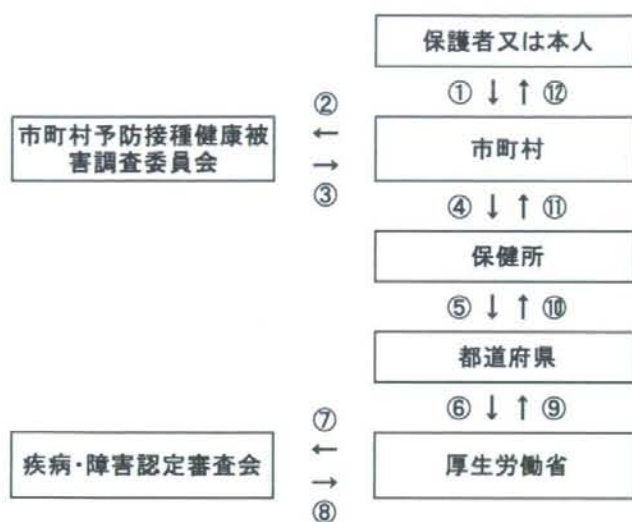 保護者又は本人
① ↓ ↑ ⑫
②
市町村予防接種健康被
害調査委員会
← 
→
市町村
③
④ ↓ ↑ ⑪
保健所
⑤ ↓ ↑ ⑩
都道府県
⑥ ↓ ↑ ⑨
⑦
疾病・障害認定審査会
←
→
厚生労働省
⑧